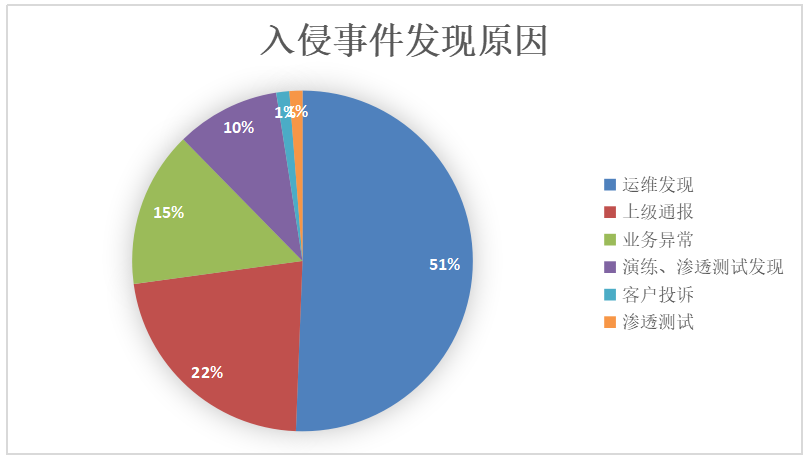 入侵事件发现原因
51%
22%
15%
10%
1%
1%
运维发现
上级通报
业务异常
演练、渗透测试发现
客户投诉
渗透测试